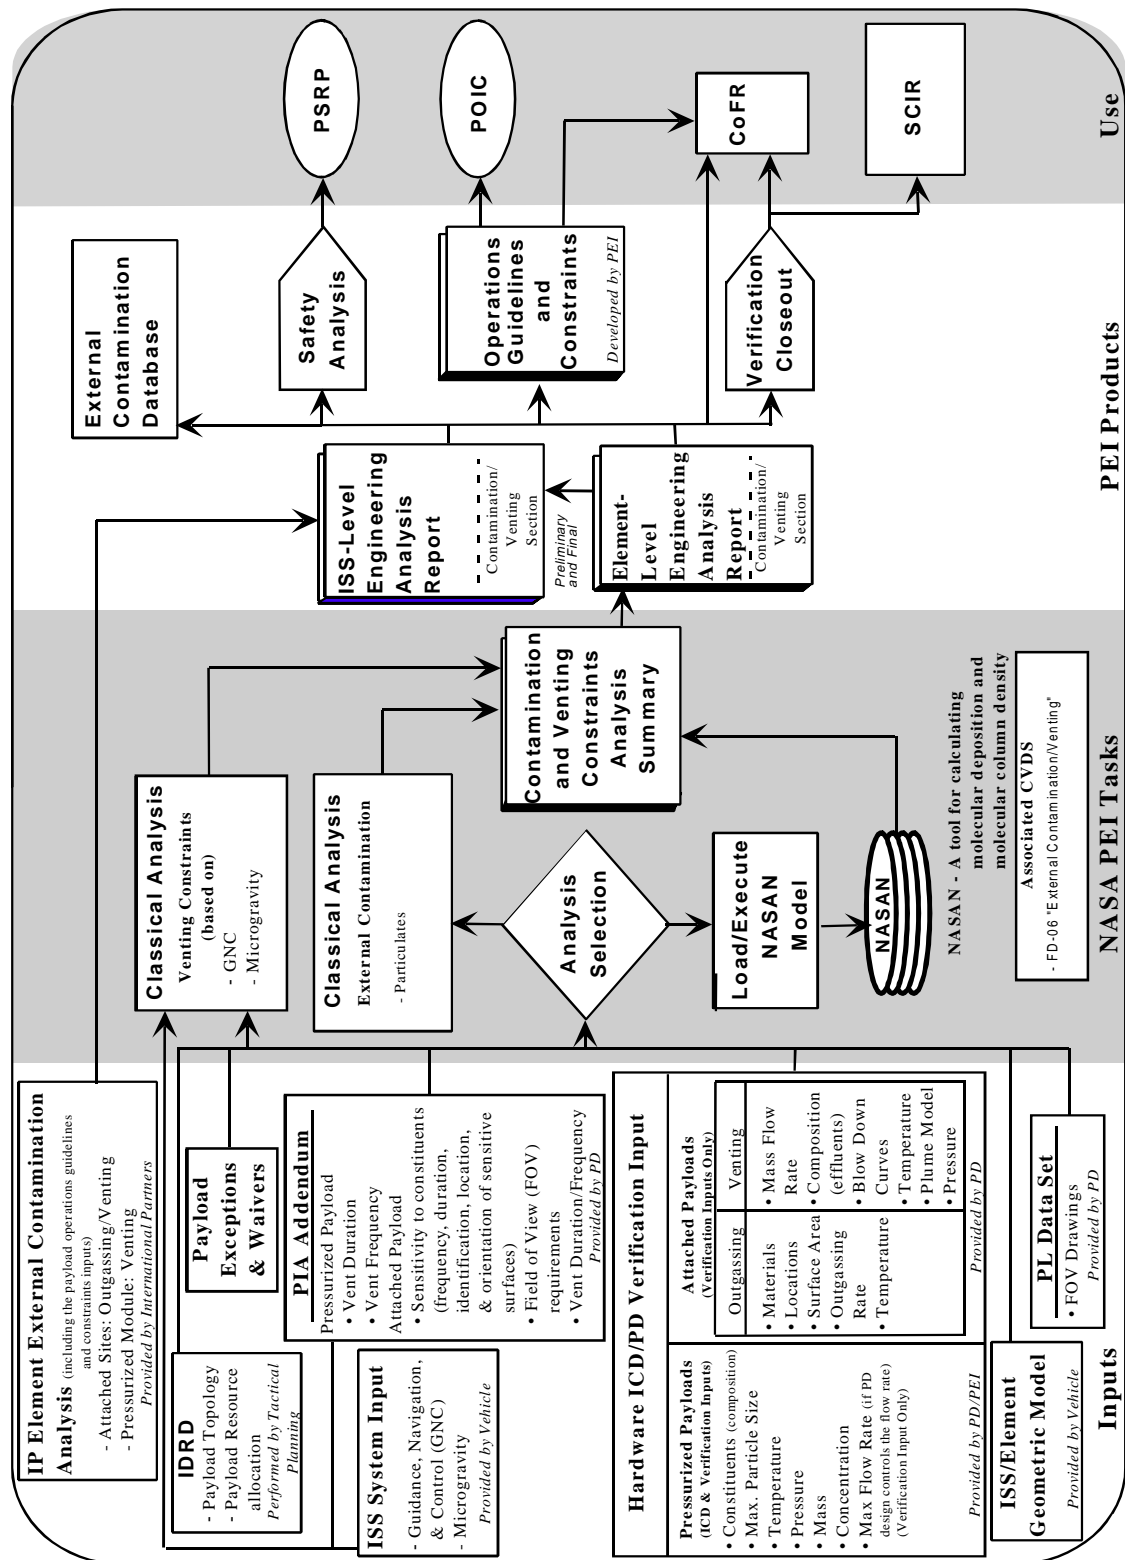 IP Element External Contamination
Analysis (including the payload operations guidelines
and constraints inputs)
- Attached Sites: Outgassing/Venting
- Pressurized Module: Venting
Provided by International Partners
IDRD
- Payload Topology
- Payload Resource
allocation
Performed by Tactical
Planning
Payload
Exceptions
& Waivers
ISS System Input
- Guidance, Navigation,
& Control (GNC)
- Microgravity
Provided by Vehicle
PIA Addendum
Pressurized Payload
• Vent Duration
• Vent Frequency
Attached Payload
• Sensitivity to constituents
(frequency, duration,
identification, location,
& orientation of sensitive
surfaces)
• Field of View (FOV)
requirements
• Vent Duration/Frequency
Provided by PD
Hardware ICD/PD Verification Input
Pressurized Payloads
(ICD & Verification Inputs)
• Constituents (composition)
• Max. Particle Size
• Temperature
• Pressure
• Mass
• Concentration
• Max Flow Rate (if PD
design controls the flow rate)
(Verification Input Only)
Provided by PD/PEI
Attached Payloads
(Verification Inputs Only)
Outgassing
• Materials
• Locations
• Surface Area
• Outgassing
Rate
• Temperature
Venting
• Mass Flow
Rate
• Composition
(effluents)
• Blow Down
Curves
• Temperature
• Plume Model
• Pressure
Provided by PD
ISS/Element
Geometric Model
Provided by Vehicle
PL Data Set
• FOV Drawings
Provided by PD
Inputs
Classical Analysis
Venting Constraints
(based on)
- GNC
- Microgravity
Classical Analysis
External Contamination
- Particulates
Analysis
Selection
Load/Execute
NASAN
Model
NASAN
Contamination
and Venting
Constraints
Analysis
Summary
NASAN - A tool for calculating
molecular deposition and
molecular column density
Associated CVDS
- FD-06 "External Contamination/Venting"
NASA PEI Tasks
ISS-Level
Engineering
Analysis
Report
Contamination/
Venting
Section
Preliminary
and Final
Element-
Level
Engineering
Analysis
Report
Contamination/
Venting
Section
External
Contamination
Database
Safety
Analysis
Operations
Guidelines
and
Constraints
Developed by PEI
Verification
Closeout
PEI Products
PSRP
POIC
CoFR
SCIR
Use